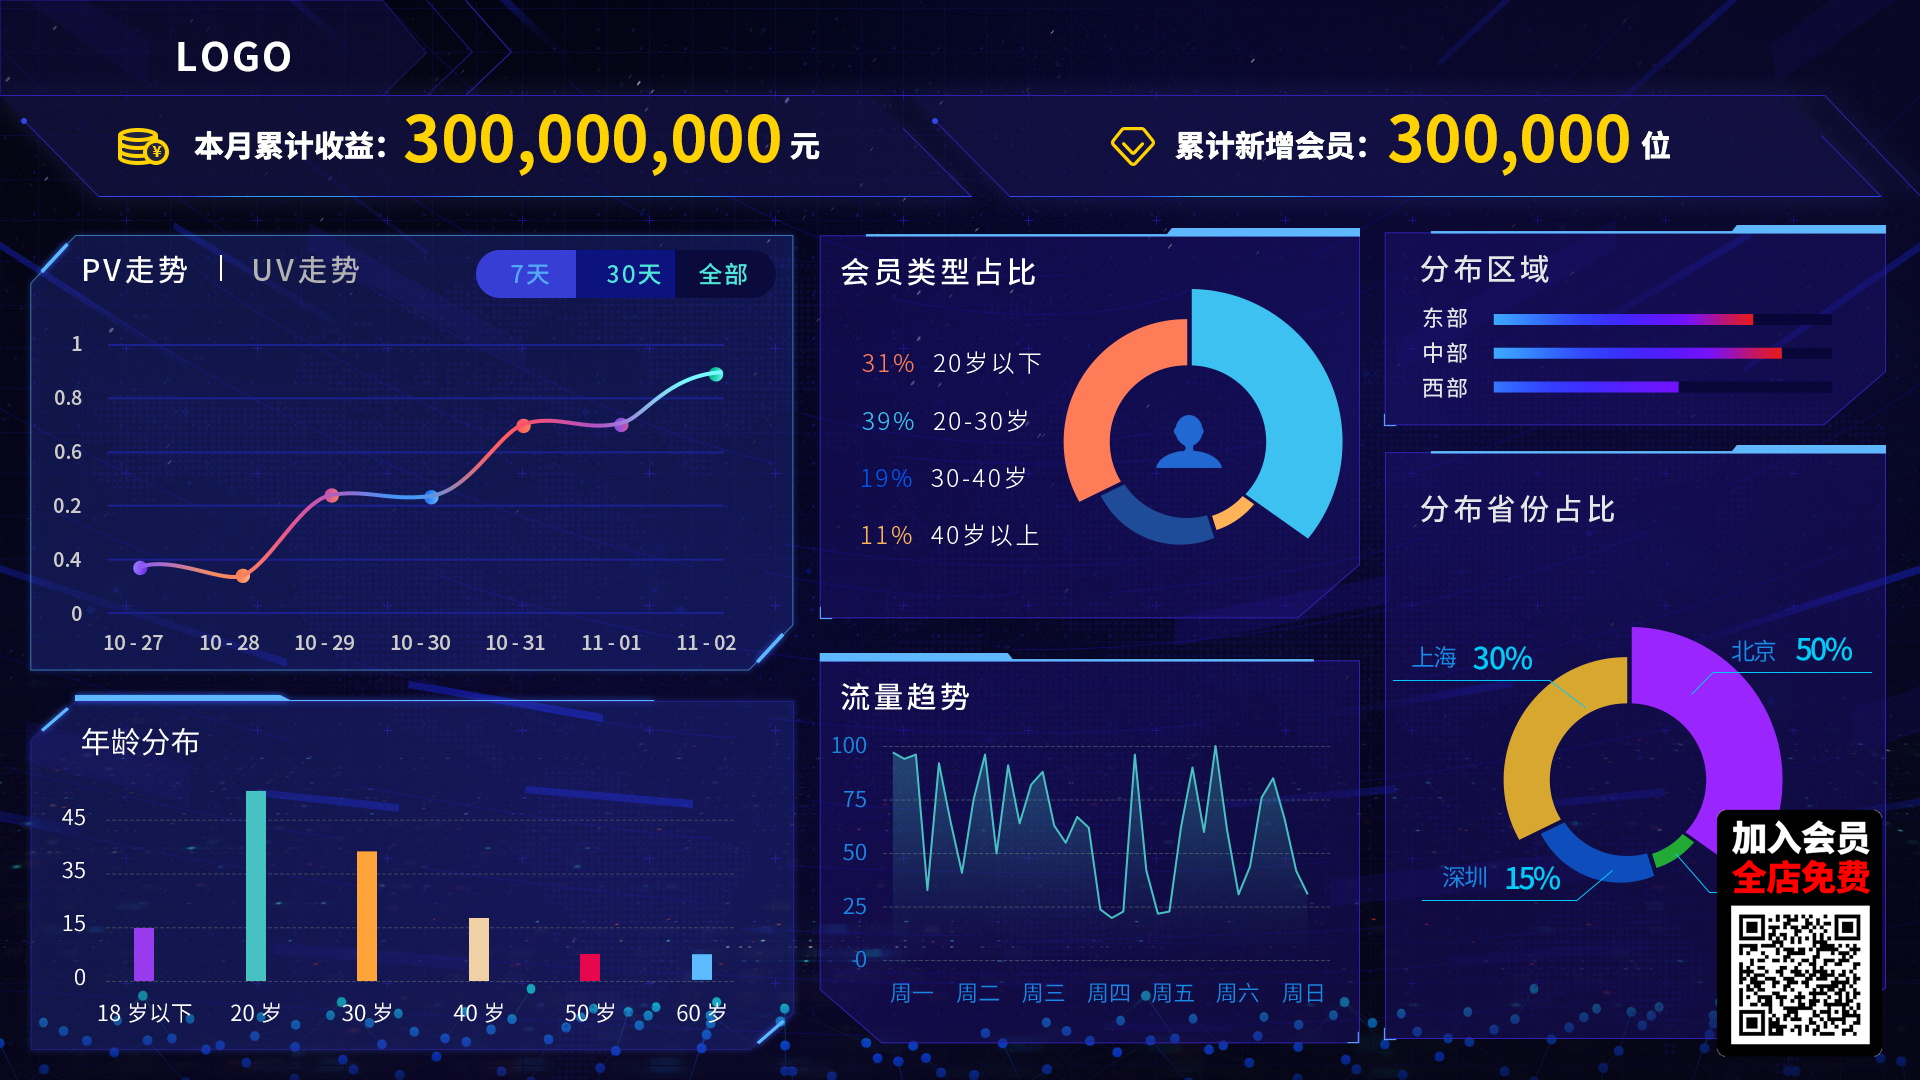 LOGO
本月累计收益：300,000,000 元
累计新增会员：300,000 位
PV走势
UV走势
7天
30天
全部
1
0.8
0.6
0.2
0.4
0
10-27
10-28
10-29
10-30
10-31
11-01
11-02
会员类型占比
31% 20岁以下
39% 20-30岁
19% 30-40岁
11% 40岁以上
分布区域
东部
中部
西部
分布省份占比
上海 30%
北京 50%
深圳 15%
年龄分布
45
35
15
0
18 岁以下
20 岁
30 岁
40 岁
50 岁
60 岁
流量趋势
100
75
50
25
0
周一
周二
周三
周四
周五
周六
周日
加入会员
全店免费